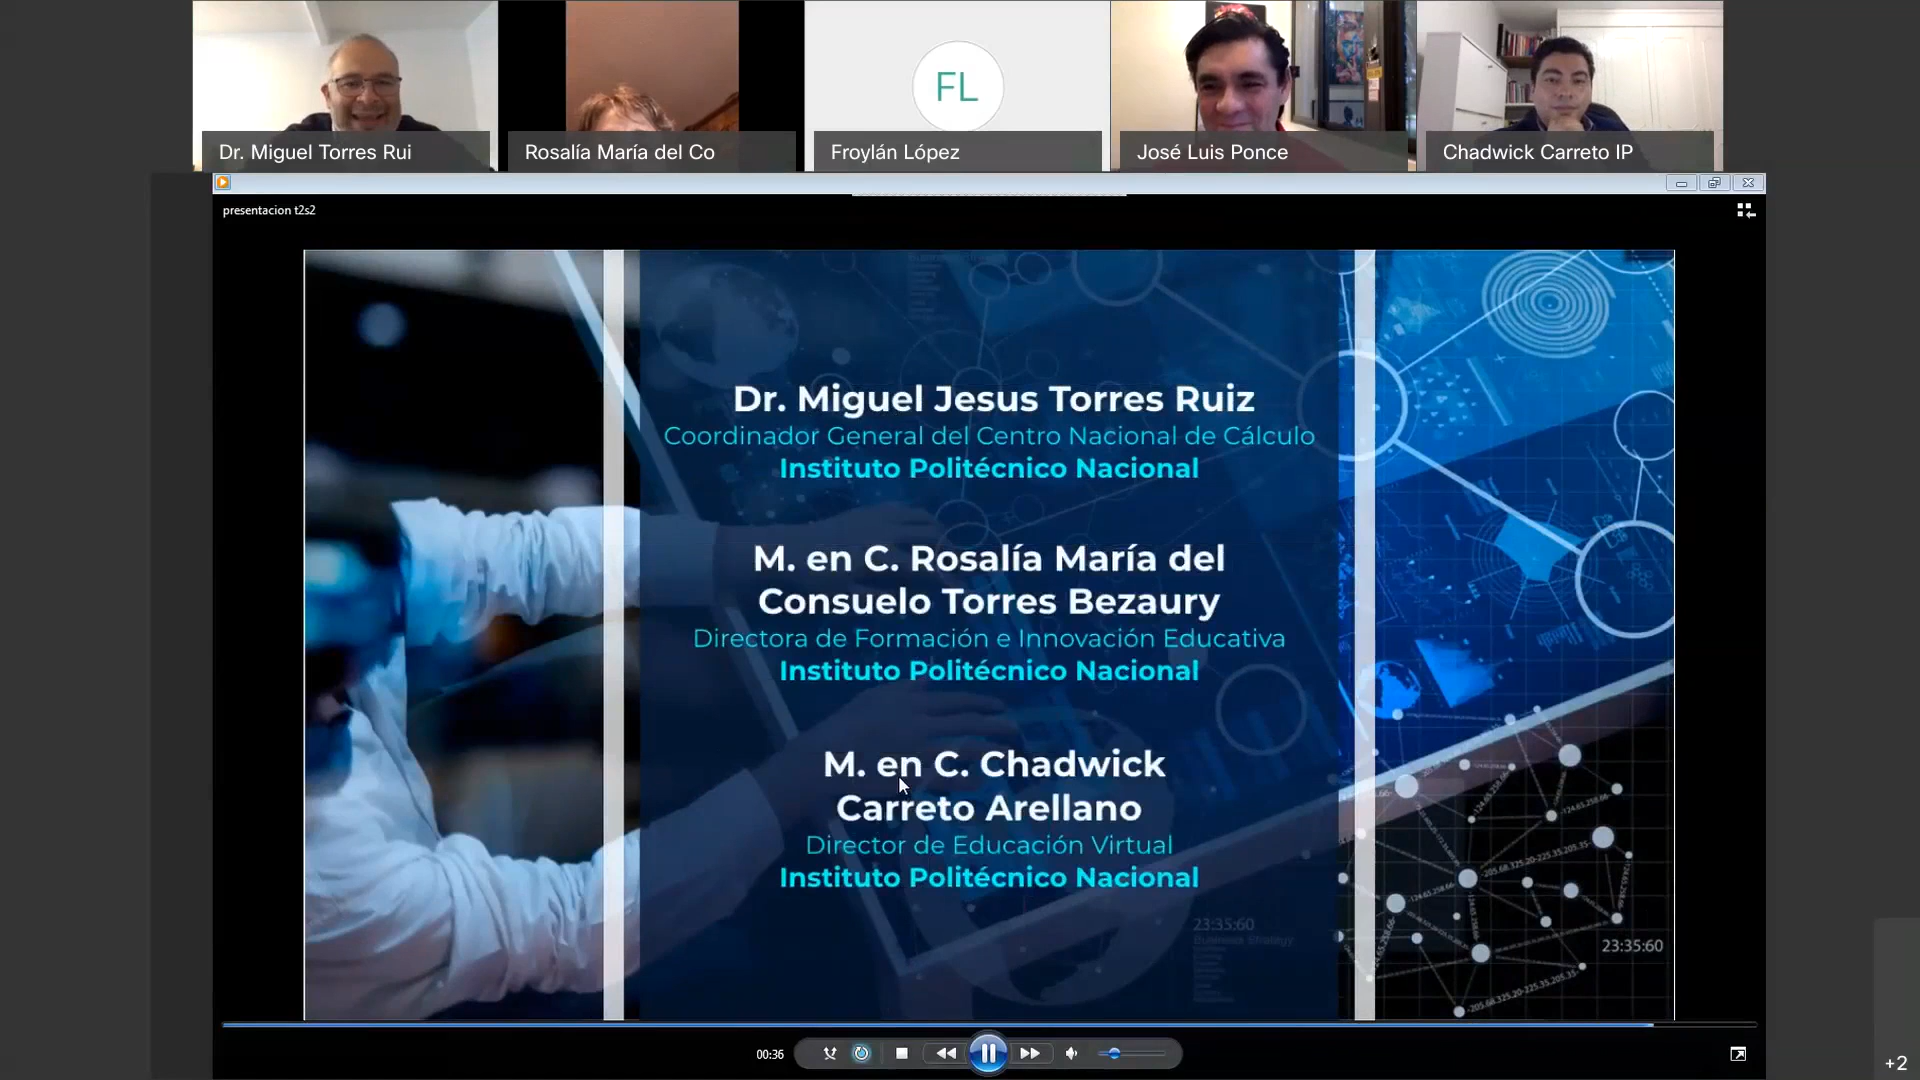 Dr. Miguel Torres Rui
Rosalía María del Co
FL
Froylán López
José Luis Ponce
Chadwick Carreto IP
presentacion t2s2
Dr. Miguel Jesus Torres Ruiz
Coordinador General del Centro Nacional de Cálculo
Instituto Politécnico Nacional
M. en C. Rosalía María del
Consuelo Torres Bezaury
Directora de Formación e Innovación Educativa
Instituto Politécnico Nacional
M. en C. Chadwick
Carreto Arellano
Director de Educación Virtual
Instituto Politécnico Nacional
23:35:60
Business Strategy
23:35:60
00:36
+2